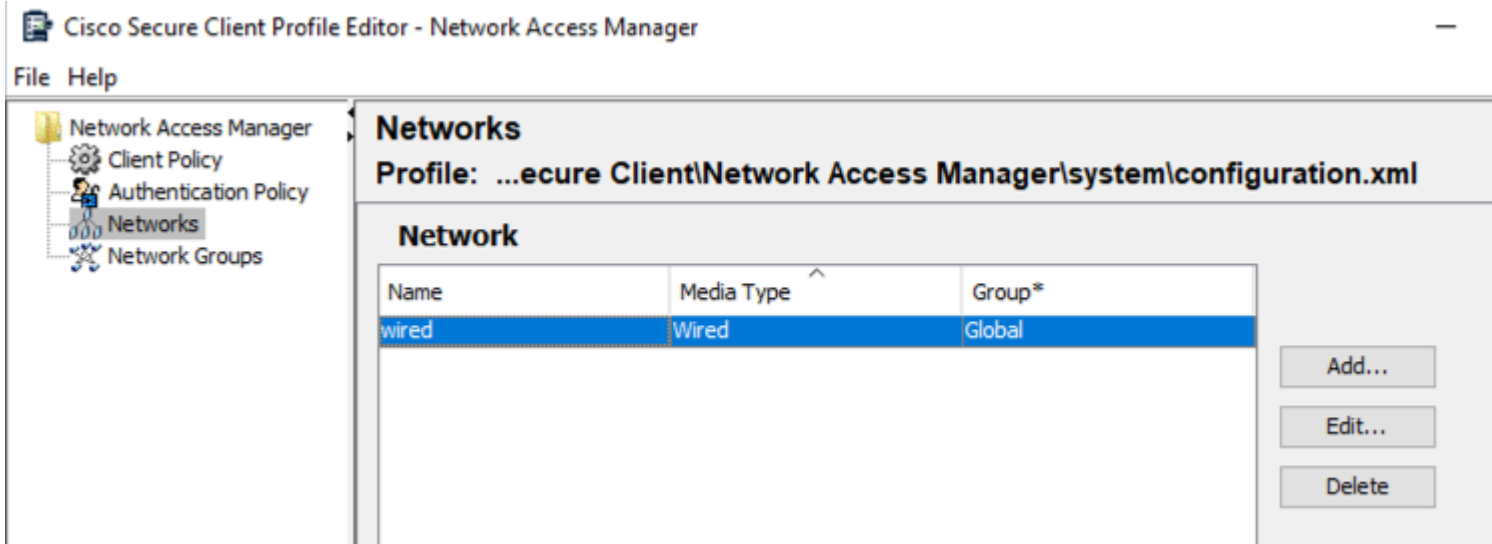 Cisco Secure Client Profile Editor - Network Access Manager
File Help
Network Access Manager
Client Policy
Authentication Policy
Networks
Network Groups
Networks
Profile: ...ecure Client\Network Access Manager\system\configuration.xml
Network
Name Media Type Group*
wired Wired Global
Add...
Edit...
Delete